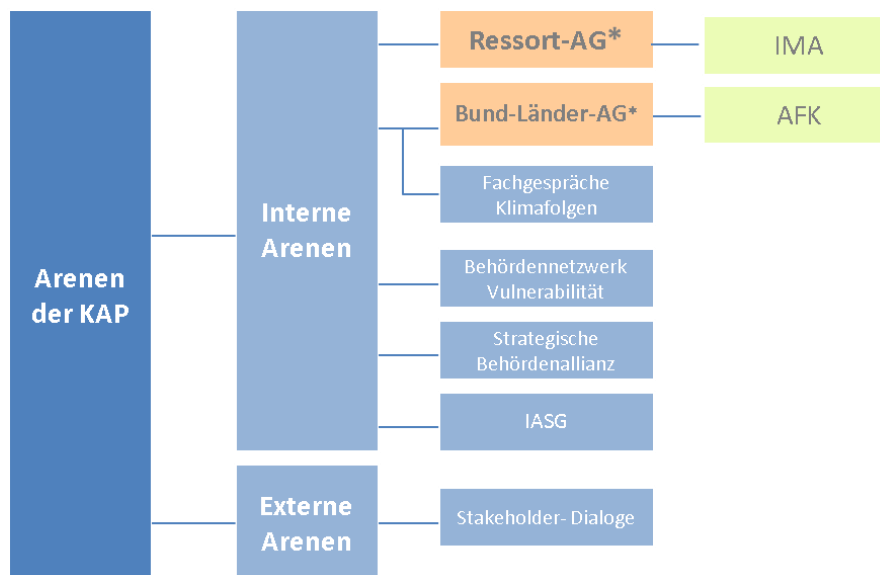 Arenen
der KAP
Interne
Arenen
Ressort-AG*
IMA
Bund-Länder-AG*
AFK
Fachgespräche
Klimafolgen
Behördennetzwerk
Vulnerabilität
Strategische
Behördenallianz
IASG
Externe
Arenen
Stakeholder- Dialoge